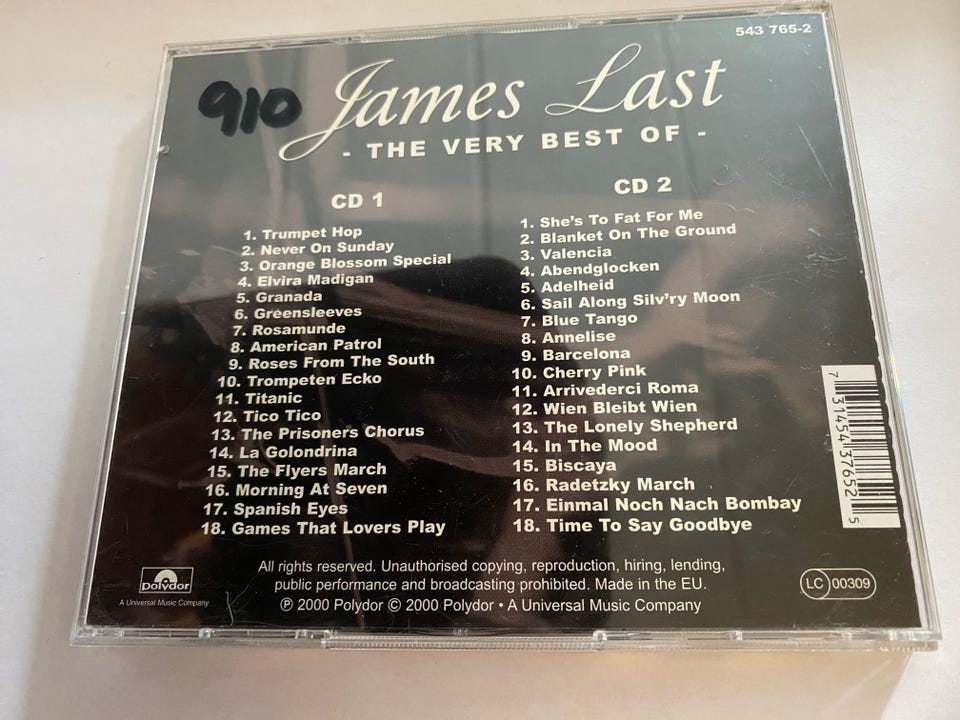 543 765-2
910
James Last
- THE VERY BEST OF -
CD 1
1. Trumpet Hop
2. Never On Sunday
3. Orange Blossom Special
4. Elvira Madigan
5. Granada
6. Greensleeves
7. Rosamunde
8. American Patrol
9. Roses From The South
10. Trompeten Ecko
11. Titanic
12. Tico Tico
13. The Prisoners Chorus
14. La Golondrina
15. The Flyers March
16. Morning At Seven
17. Spanish Eyes
18. Games That Lovers Play
CD 2
1. She's To Fat For Me
2. Blanket On The Ground
3. Valencia
4. Abendglocken
5. Adelheid
6. Sail Along Silv'ry Moon
7. Blue Tango
8. Annelise
9. Barcelona
10. Cherry Pink
11. Arrivederci Roma
12. Wien Bleibt Wien
13. The Lonely Shepherd
14. In The Mood
15. Biscaya
16. Radetzky March
17. Einmal Noch Nach Bombay
18. Time To Say Goodbye
7 31454 37652 5
All rights reserved. Unauthorised copying, reproduction, hiring, lending,
public performance and broadcasting prohibited. Made in the EU.
℗ 2000 Polydor © 2000 Polydor • A Universal Music Company
polydor
A Universal Music Company
LC 00309